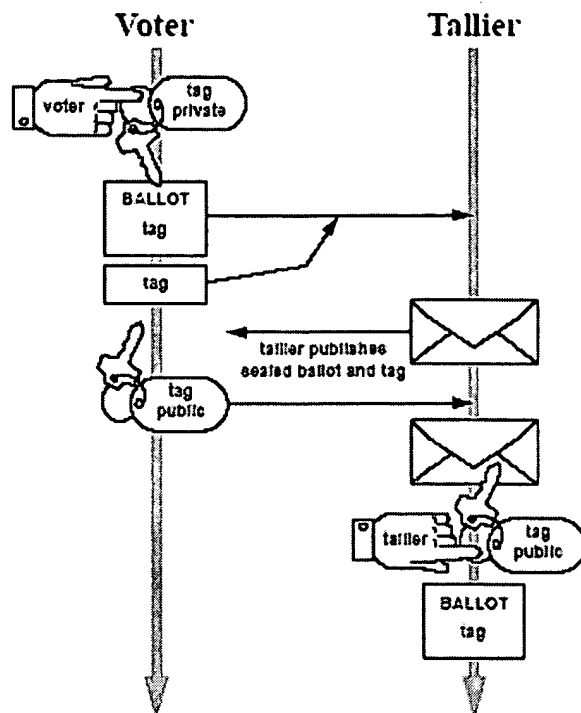 Voter
Tallier
voter
tag
private
BALLOT
tag
tag
tallier publishes
sealed ballot and tag
tag
public
tallier
tag
public
BALLOT
tag